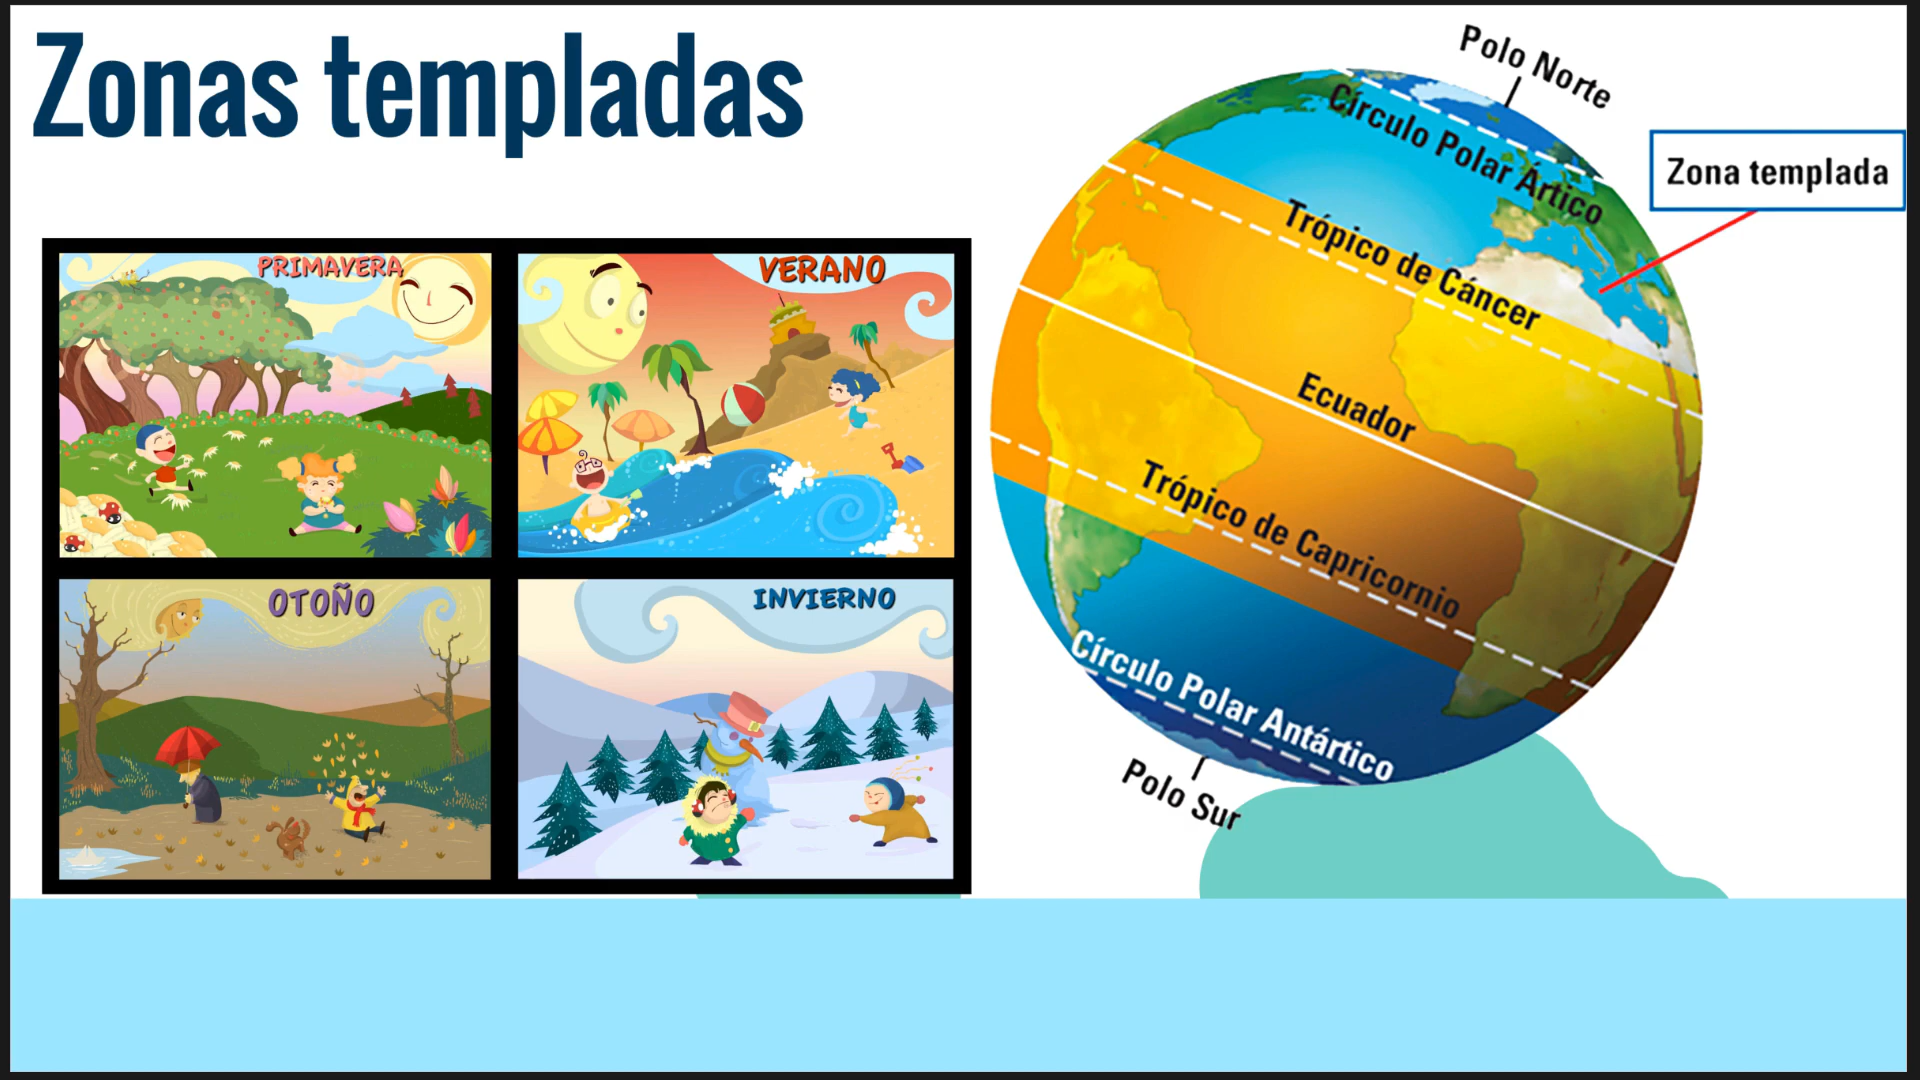 Zonas templadas
PRIMAVERA
VERANO
OTOÑO
INVIERNO
Polo Norte
Círculo Polar Ártico
Zona templada
Trópico de Cáncer
Ecuador
Trópico de Capricornio
Círculo Polar Antártico
Polo Sur